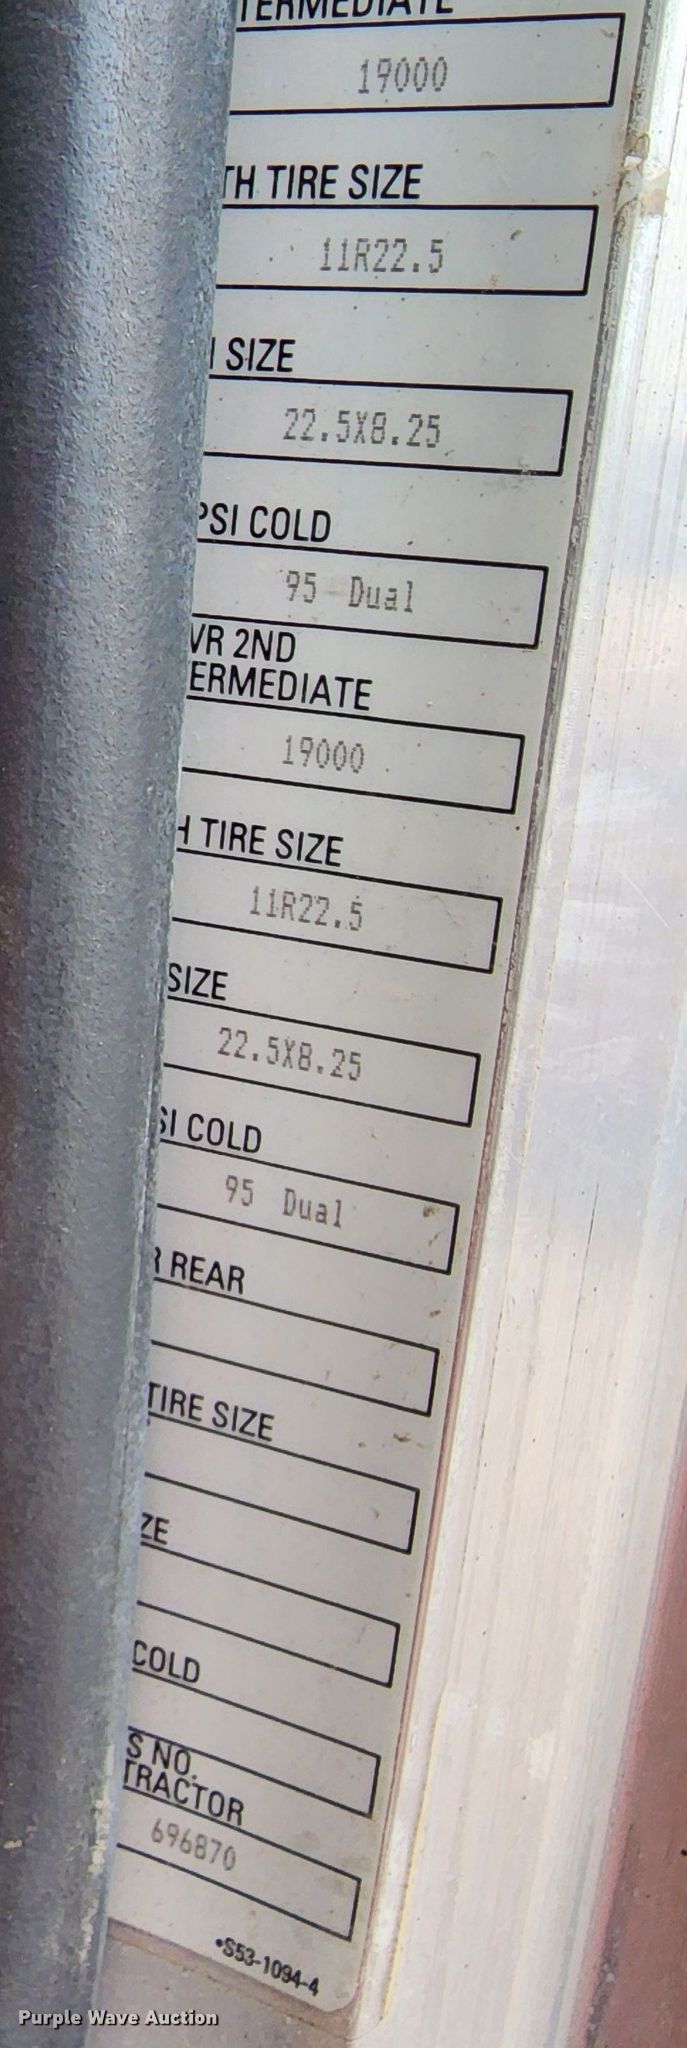 TERMEDIATE
19000
TH TIRE SIZE
11R22.5
SIZE
22.5X8.25
PSI COLD
95 Dual
VR 2ND
ERMEDIATE
19000
H TIRE SIZE
11R22.5
SIZE
22.5X8.25
SI COLD
95 Dual
R REAR
TIRE SIZE
ZE
COLD
S NO.
TRACTOR
696870
•S53-1094-4
Purple Wave Auction